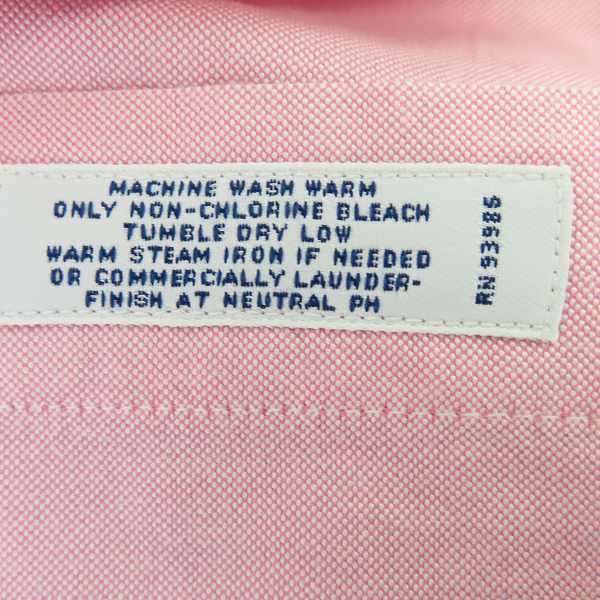 MACHINE WASH WARM
ONLY NON-CHLORINE BLEACH
TUMBLE DRY LOW
WARM STEAM IRON IF NEEDED
OR COMMERCIALLY LAUNDER-
FINISH AT NEUTRAL PH
RN 93985